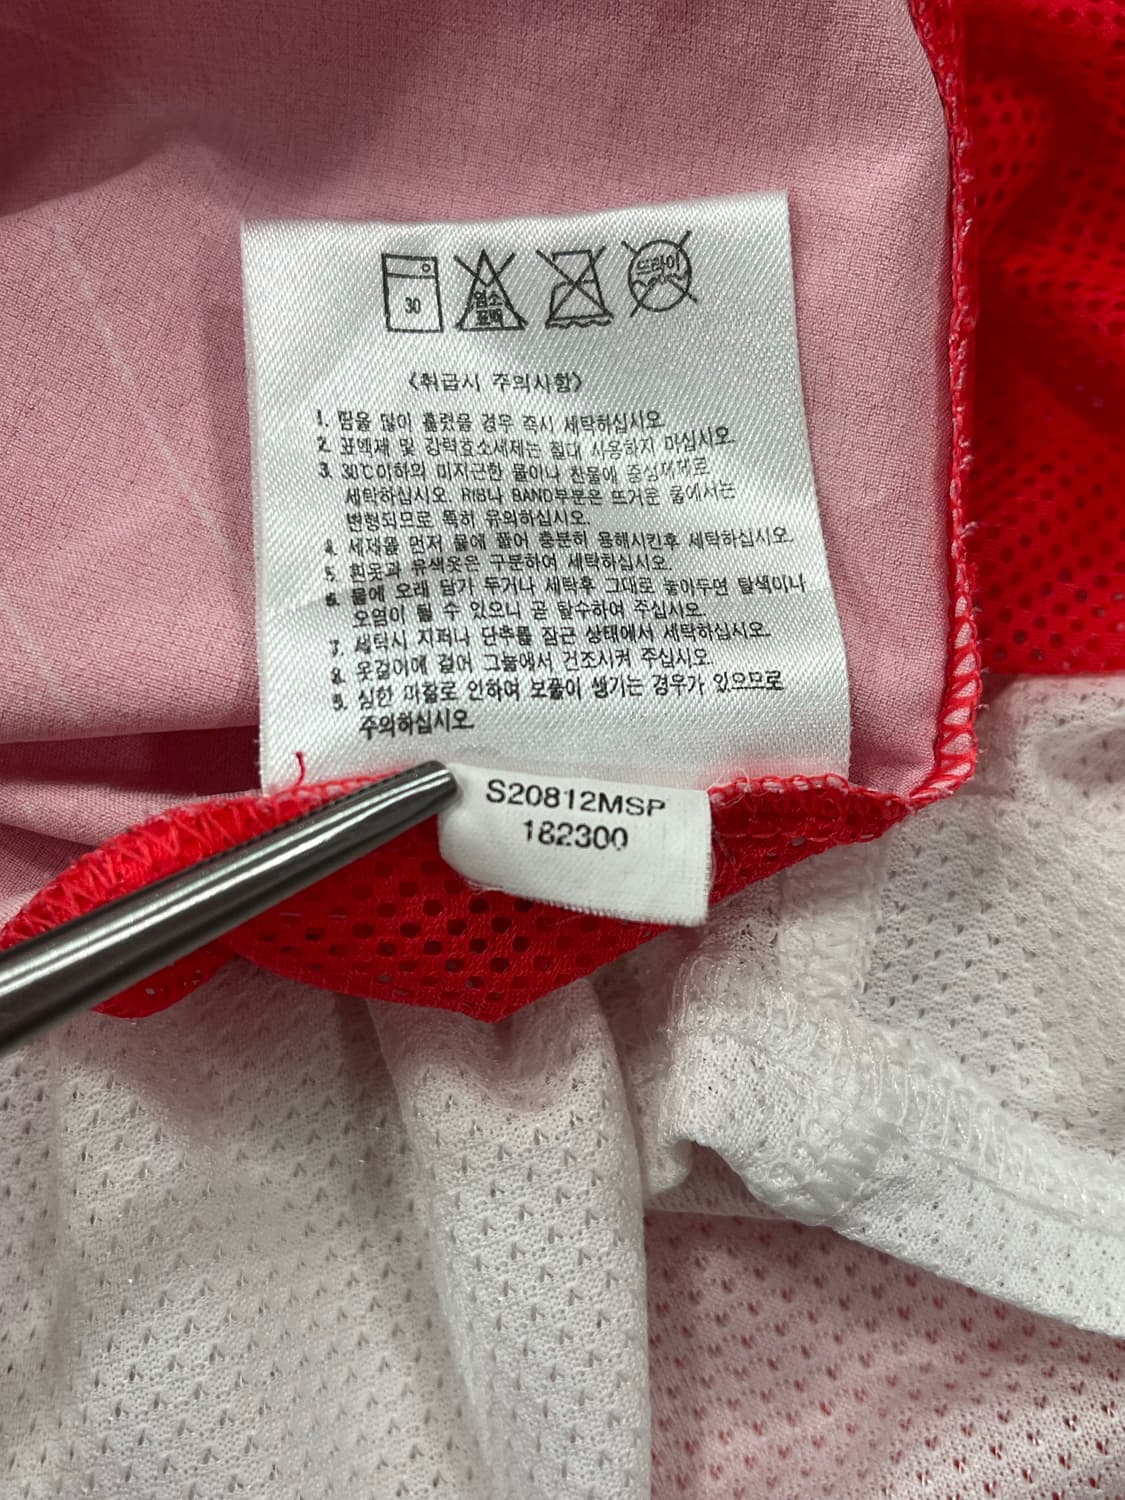 30
염소
표백
드라이
<취급시 주의사항>
1. 땀을 많이 흘렸을 경우 즉시 세탁하십시오.
2. 표백제 및 강력효소세제는 절대 사용하지 마십시오.
3. 30℃이하의 미지근한 물이나 찬물에 중성세제로
세탁하십시오. RIB나 BAND부분은 뜨거운 물에서는
변형되므로 특히 유의하십시오.
4. 세제를 먼저 물에 풀어 충분히 용해시킨후 세탁하십시오.
5. 흰옷과 유색옷은 구분하여 세탁하십시오.
6. 물에 오래 담가 두거나 세탁후 그대로 놓아두면 탈색이나
오염이 될 수 있으니 곧 탈수하여 주십시오.
7. 세탁시 지퍼나 단추를 잠근 상태에서 세탁하십시오.
8. 옷걸이에 걸어 그늘에서 건조시켜 주십시오.
9. 심한 마찰로 인하여 보풀이 생기는 경우가 있으므로
주의하십시오.
S20812MSP
182300